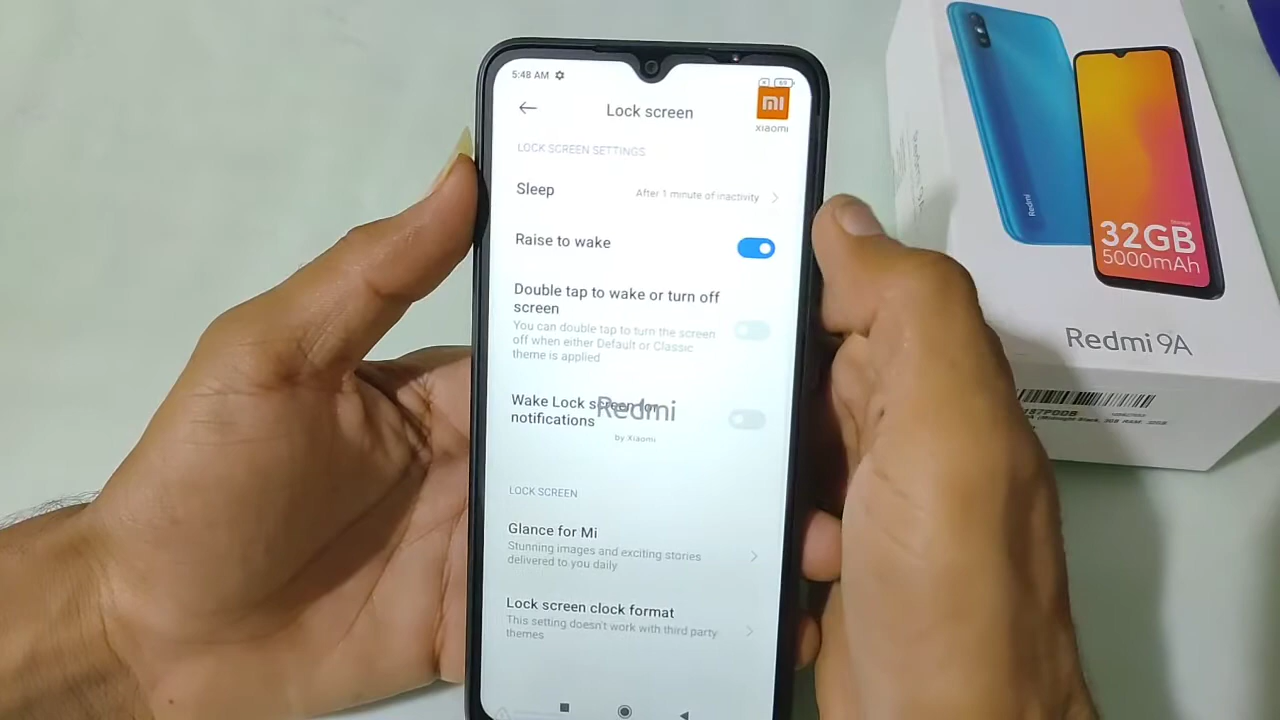 5:48 AM
69
mi
xiaomi
Lock screen
LOCK SCREEN SETTINGS
Sleep
After 1 minute of inactivity
Raise to wake
Double tap to wake or turn off
screen
You can double tap to turn the screen
off when either Default or Classic
theme is applied
Wake Lock screen for
notifications
Redmi
by Xiaomi
LOCK SCREEN
Glance for Mi
Stunning images and exciting stories
delivered to you daily
Lock screen clock format
This setting doesn't work with third party
themes
Redmi
Storage
32GB
5000mAh
Redmi 9A